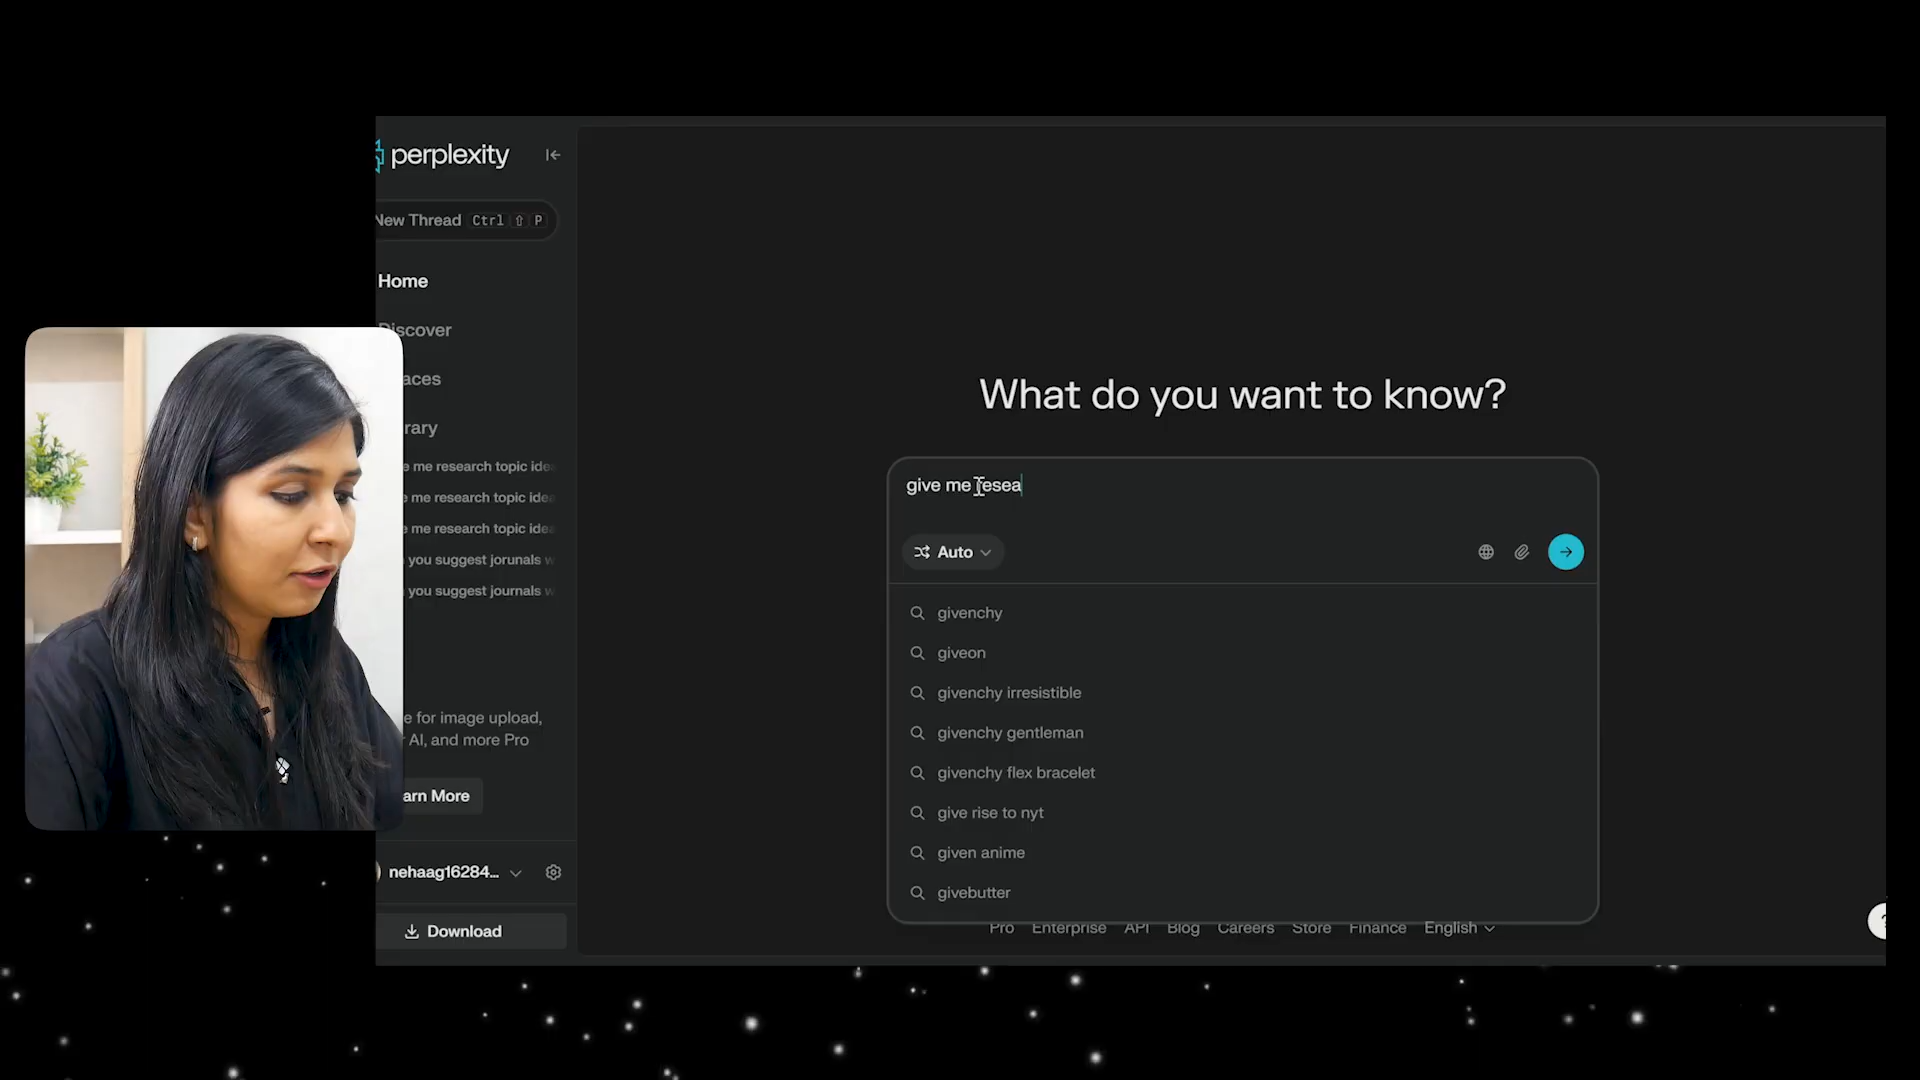 perplexity
New Thread Ctrl ⇧ P
Home
Discover
aces
rary
e me research topic ide
e me research topic ide
e me research topic ide
you suggest jorunals w
you suggest journals w
e for image upload,
AI, and more Pro
arn More
nehaag16284...
Download
What do you want to know?
give me resea
Auto
givenchy
giveon
givenchy irresistible
givenchy gentleman
givenchy flex bracelet
give rise to nyt
given anime
givebutter
Pro Enterprise API Blog Careers Store Finance English
?